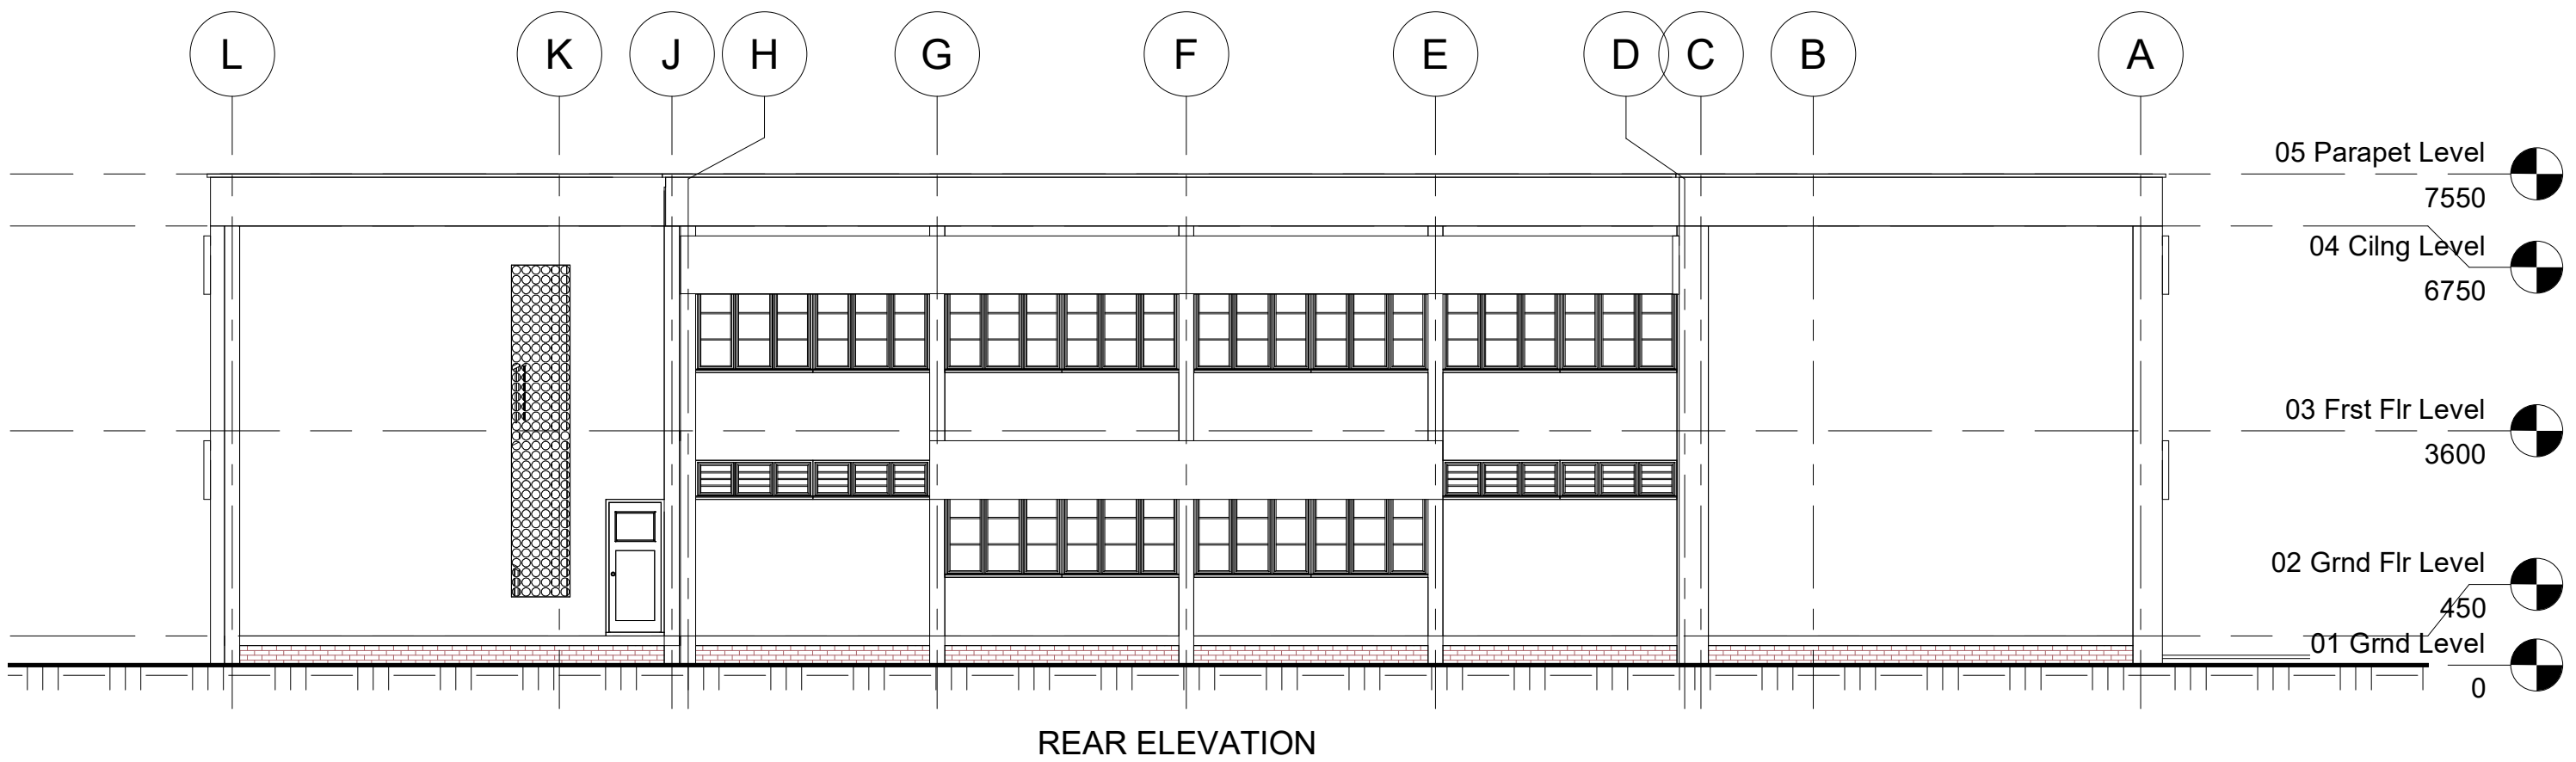 L K J H G F E D C B A
05 Parapet Level
7550
04 Cilng Level
6750
03 Frst Flr Level
3600
02 Grnd Flr Level
450
01 Grnd Level
0
REAR ELEVATION